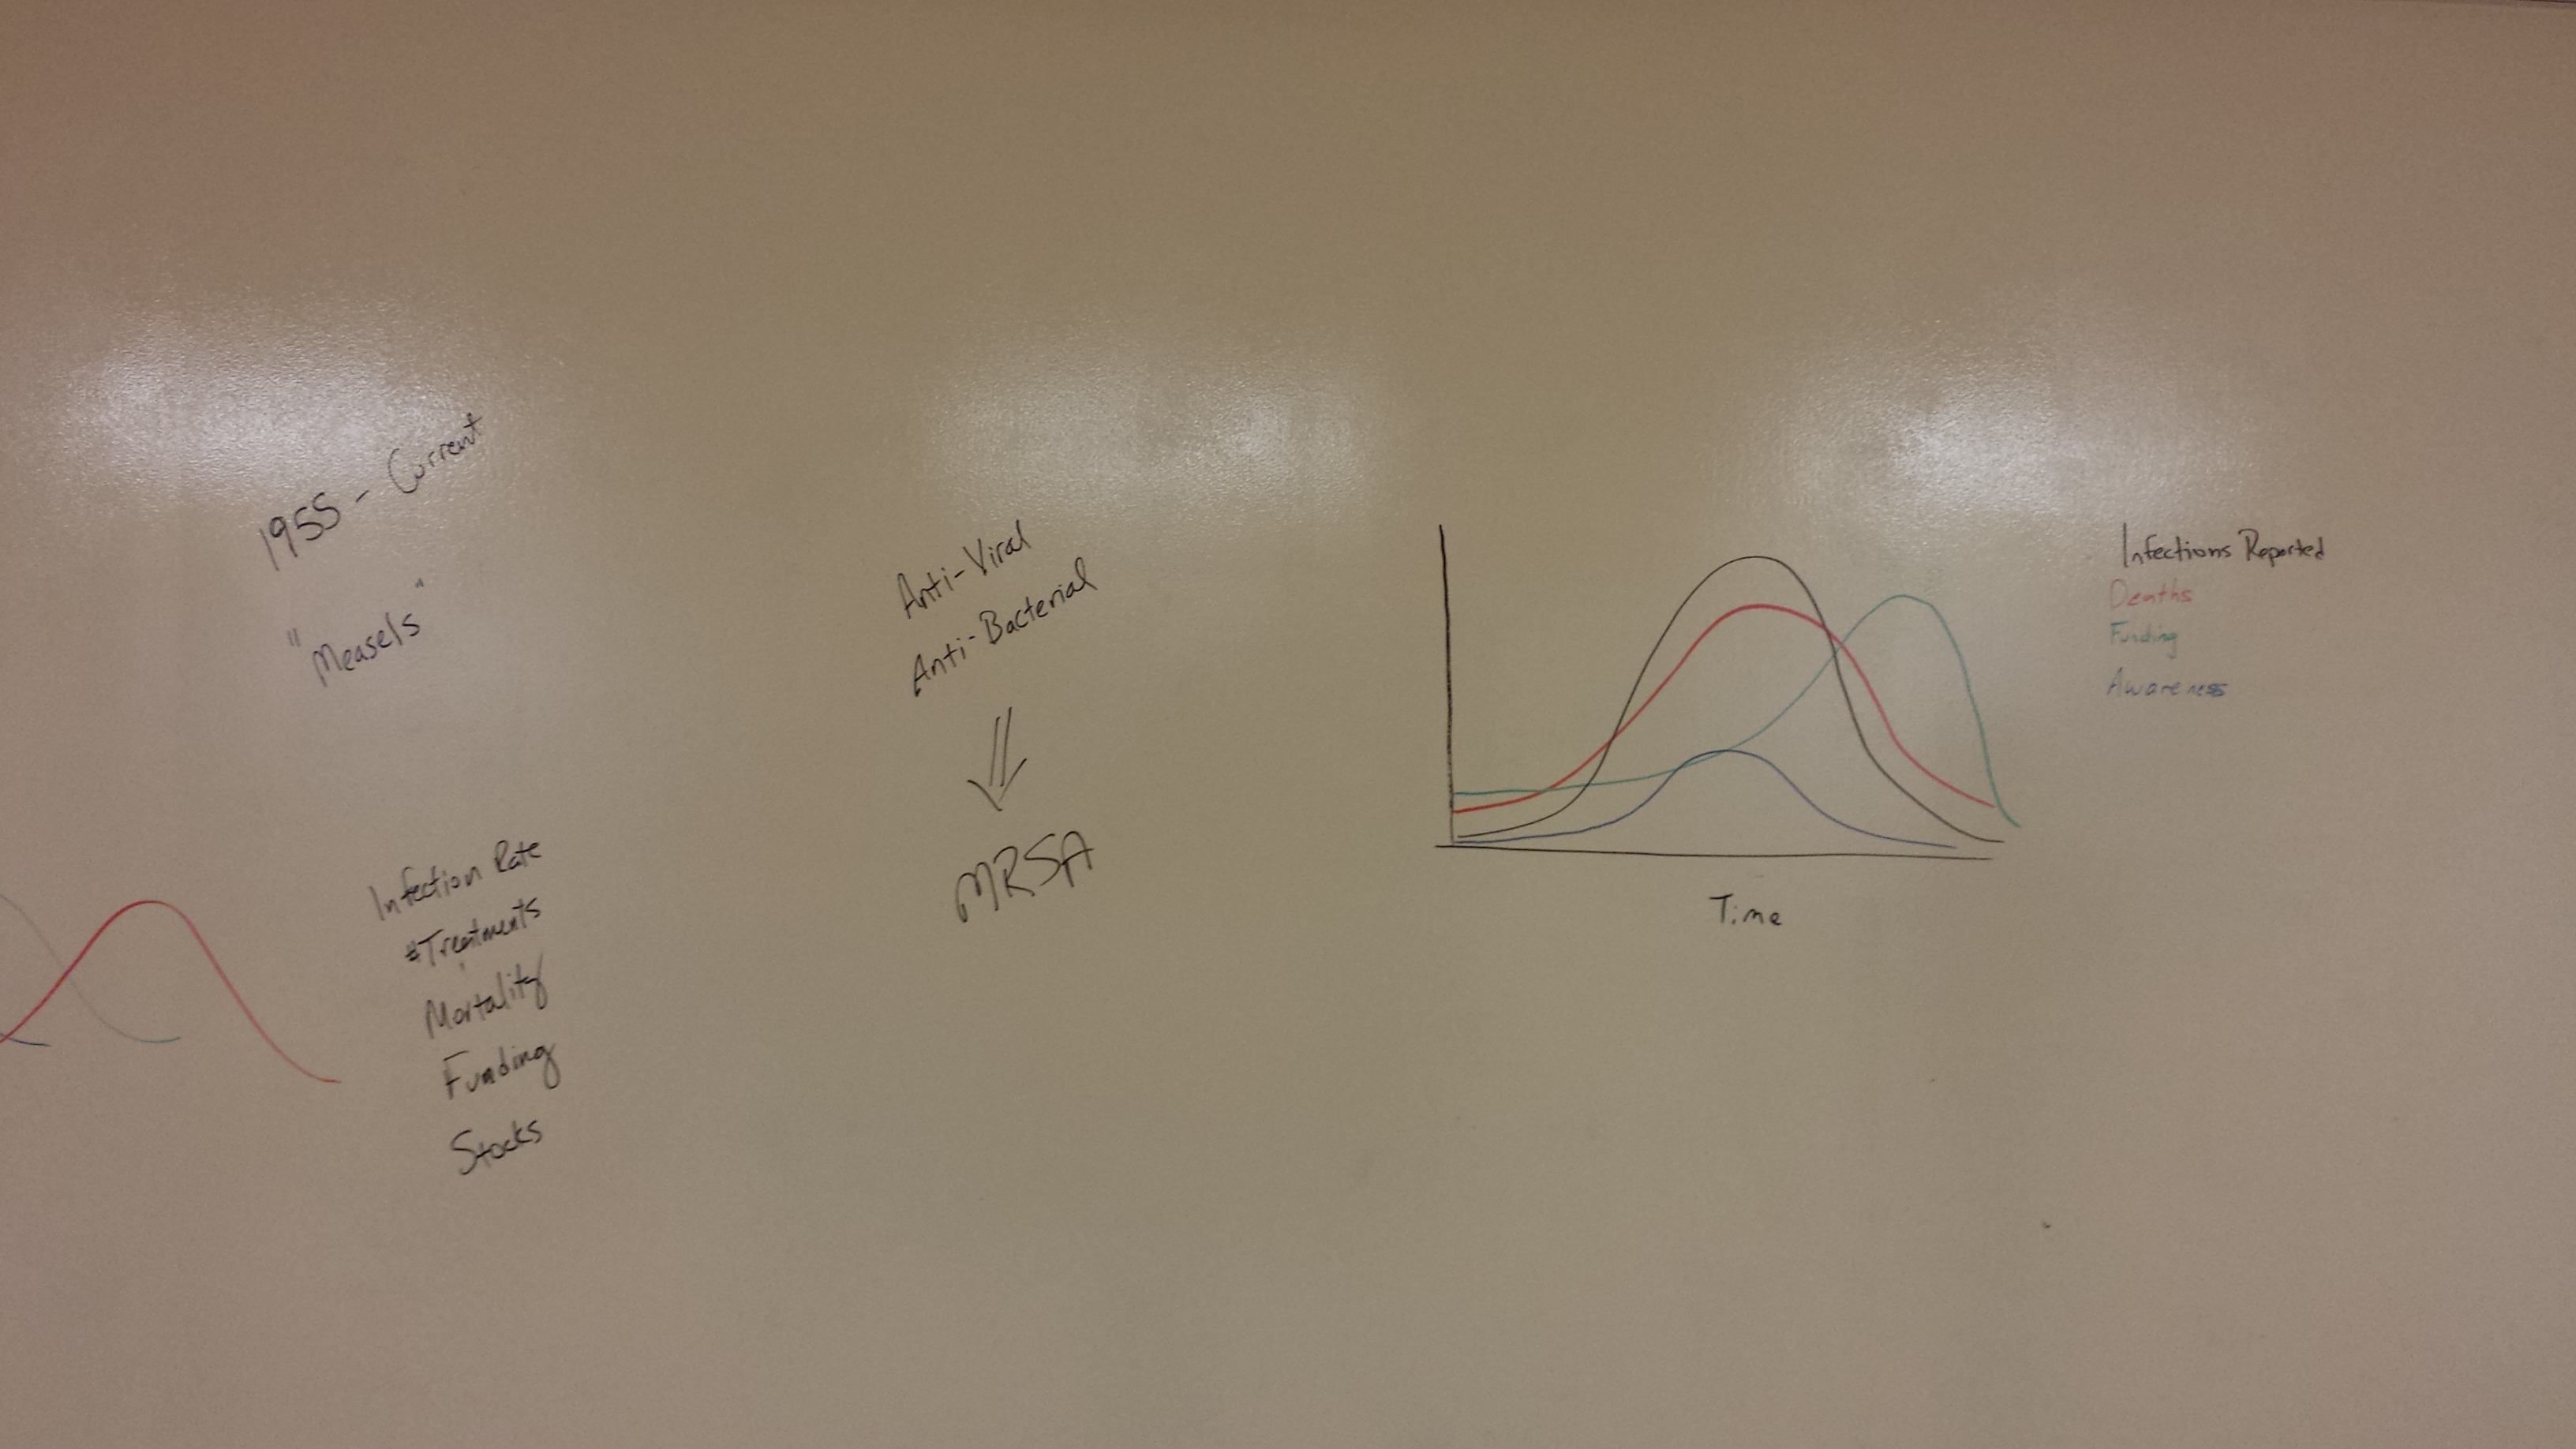 1955 - Current
"Measels"
Infection Rate
#Treatments
Mortality
Funding
Stocks
Anti-Viral
Anti-Bacterial
MRSA
Time
Infections Reported
Deaths
Funding
Awareness